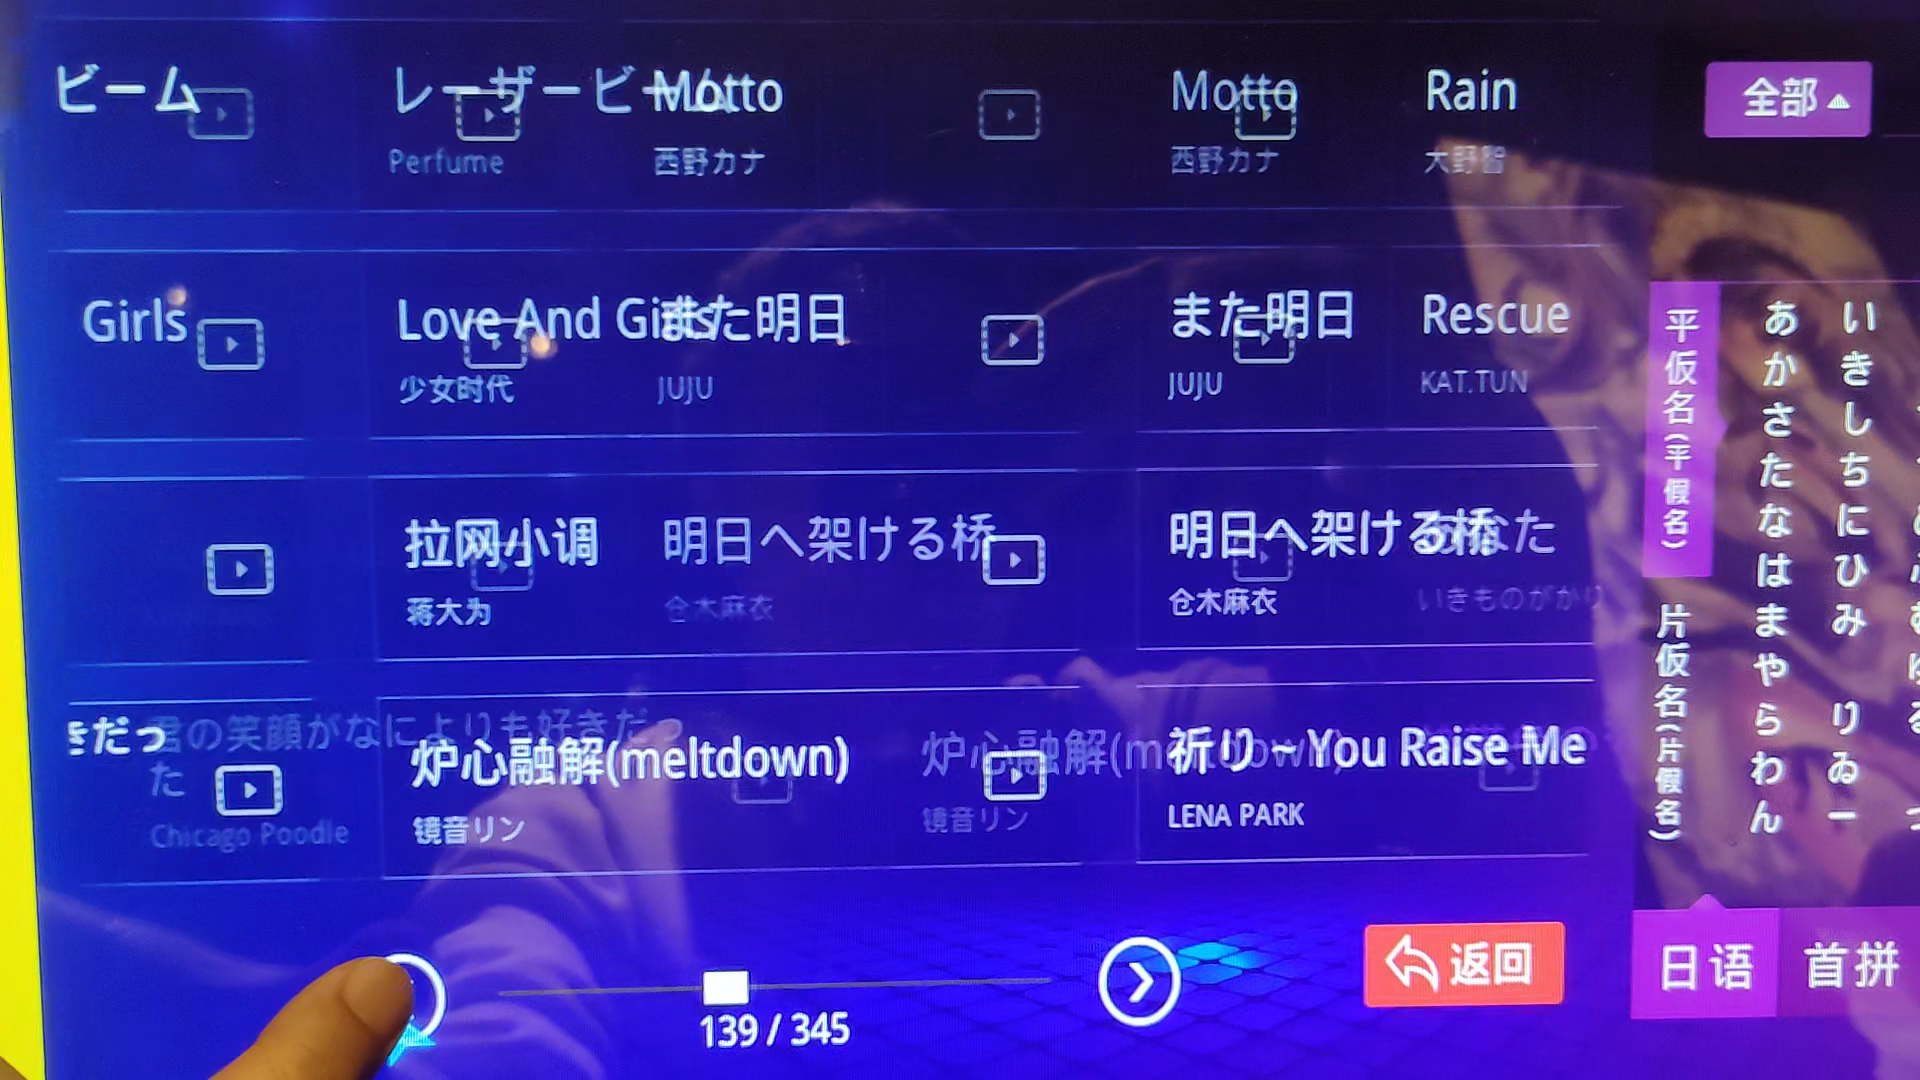 ビーム
レーザービーム
Perfume
Motto
西野カナ
Motto
西野カナ
Rain
大野智
全部
Girls
Love And Girls
少女时代
また明日
JUJU
また明日
JUJU
Rescue
KAT.TUN
拉网小调
蒋大为
明日へ架ける桥
仓木麻衣
明日へ架ける桥
仓木麻衣
なた
いきものがかり
きだっ
君の笑顔がなによりも好きだっ
た
Chicago Poodle
炉心融解(meltdown)
镜音リン
炉心融解(meltdown)
镜音リン
祈り~You Raise Me
LENA PARK
平仮名(平假名)
片仮名(片假名)
あかさたなはまやらわん
いきしちにひみ りゐー
139 / 345
返回
日语
首拼